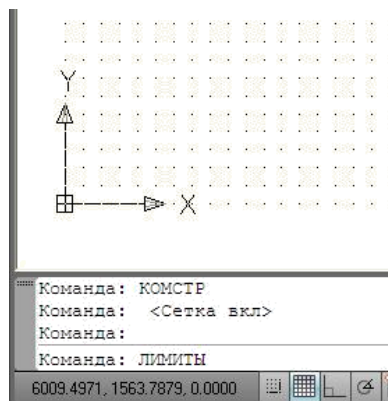 Y
X
Команда: КОМСТР
Команда: <Сетка вкл>
Команда:
Команда: ЛИМИТЫ
6009.4971, 1563.7879, 0.0000